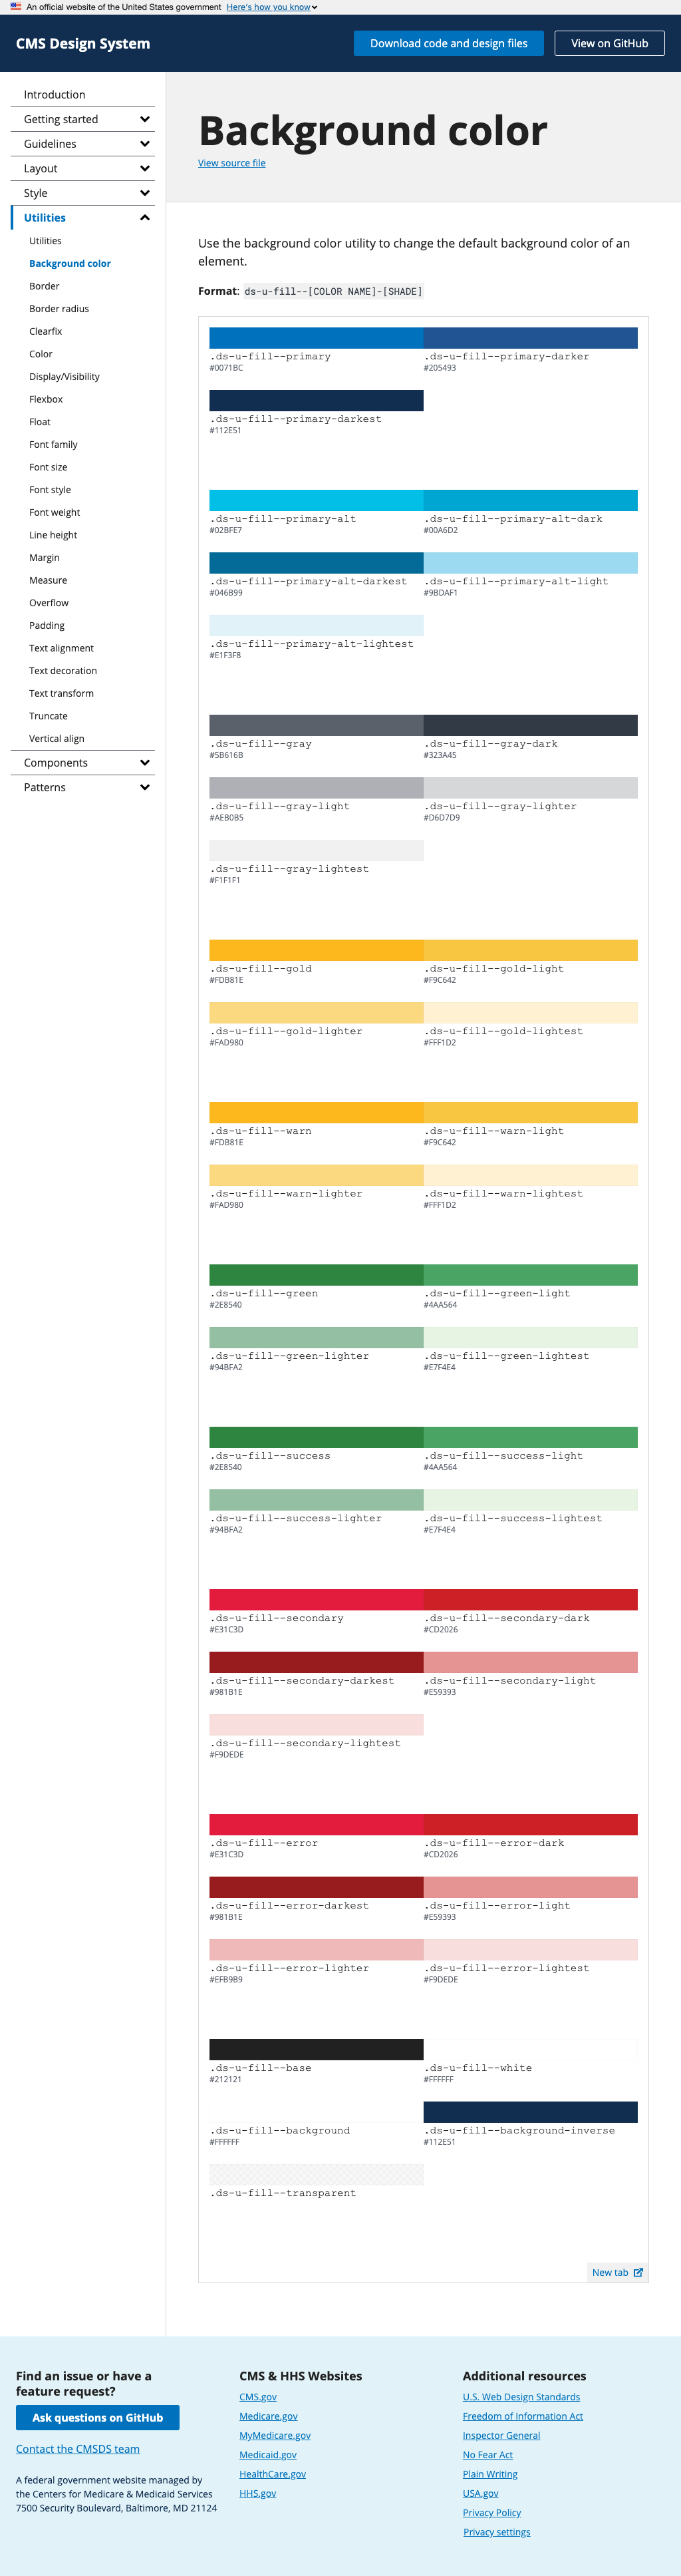 An official website of the United States government Here's how you know
CMS Design System
Download code and design files
View on GitHub
Introduction
Getting started
Guidelines
Layout
Style
Utilities
Utilities
Background color
Border
Border radius
Clearfix
Color
Display/Visibility
Flexbox
Float
Font family
Font size
Font style
Font weight
Line height
Margin
Measure
Overflow
Padding
Text alignment
Text decoration
Text transform
Truncate
Vertical align
Components
Patterns
Background color
View source file
Use the background color utility to change the default background color of an
element.
Format: ds-u-fill--[COLOR NAME]-[SHADE]
.ds-u-fill--primary .ds-u-fill--primary-darker
#0071BC #205493
.ds-u-fill--primary-darkest
#112E51
.ds-u-fill--primary-alt .ds-u-fill--primary-alt-dark
#02BFE7 #00A6D2
.ds-u-fill--primary-alt-darkest .ds-u-fill--primary-alt-light
#046B99 #9BDAF1
.ds-u-fill--primary-alt-lightest
#E1F3F8
.ds-u-fill--gray .ds-u-fill--gray-dark
#5B616B #323A45
.ds-u-fill--gray-light .ds-u-fill--gray-lighter
#AEB0B5 #D6D7D9
.ds-u-fill--gray-lightest
#F1F1F1
.ds-u-fill--gold .ds-u-fill--gold-light
#FDB81E #F9C642
.ds-u-fill--gold-lighter .ds-u-fill--gold-lightest
#FAD980 #FFF1D2
.ds-u-fill--warn .ds-u-fill--warn-light
#FDB81E #F9C642
.ds-u-fill--warn-lighter .ds-u-fill--warn-lightest
#FAD980 #FFF1D2
.ds-u-fill--green .ds-u-fill--green-light
#2E8540 #4AA564
.ds-u-fill--green-lighter .ds-u-fill--green-lightest
#94BFA2 #E7F4E4
.ds-u-fill--success .ds-u-fill--success-light
#2E8540 #4AA564
.ds-u-fill--success-lighter .ds-u-fill--success-lightest
#94BFA2 #E7F4E4
.ds-u-fill--secondary .ds-u-fill--secondary-dark
#E31C3D #CD2026
.ds-u-fill--secondary-darkest .ds-u-fill--secondary-light
#981B1E #E59393
.ds-u-fill--secondary-lightest
#F9DEDE
.ds-u-fill--error .ds-u-fill--error-dark
#E31C3D #CD2026
.ds-u-fill--error-darkest .ds-u-fill--error-light
#981B1E #E59393
.ds-u-fill--error-lighter .ds-u-fill--error-lightest
#EFB9B9 #F9DEDE
.ds-u-fill--base .ds-u-fill--white
#212121 #FFFFFF
.ds-u-fill--background .ds-u-fill--background-inverse
#FFFFFF #112E51
.ds-u-fill--transparent
New tab
Find an issue or have a
feature request?
Ask questions on GitHub
Contact the CMSDS team
A federal government website managed by
the Centers for Medicare & Medicaid Services
7500 Security Boulevard, Baltimore, MD 21124
CMS & HHS Websites
CMS.gov
Medicare.gov
MyMedicare.gov
Medicaid.gov
HealthCare.gov
HHS.gov
Additional resources
U.S. Web Design Standards
Freedom of Information Act
Inspector General
No Fear Act
Plain Writing
USA.gov
Privacy Policy
Privacy settings